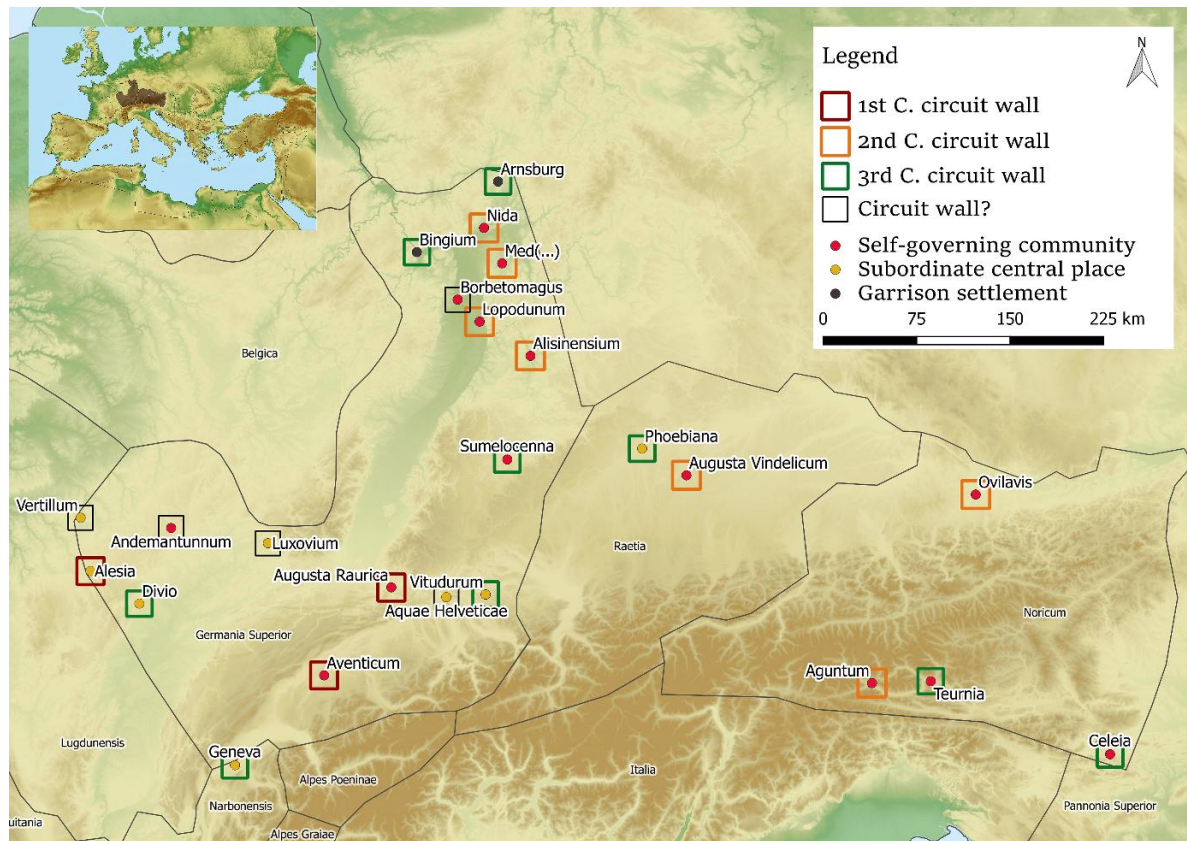 Legend
N
1st C. circuit wall
2nd C. circuit wall
3rd C. circuit wall
Circuit wall?
Self-governing community
Subordinate central place
Garrison settlement
0 75 150 225 km
Arnsburg
Nida
Bingium
Med(...)
Borbetomagus
Lopodunum
Belgica
Alisinensium
Sumelocenna
Phoebiana
Augusta Vindelicum
Ovilavis
Vertillum
Andemantunnum
Luxovium
Raetia
Alesia
Augusta Raurica
Vitudurum
Divio
Aquae Helveticae
Noricum
Germania Superior
Aventicum
Aguntum
Teurnia
Lugdunensis
Geneva
Celeia
Alpes Poeninae
Italia
Narbonensis
Pannonia Superior
uitania
Alpes Graiae